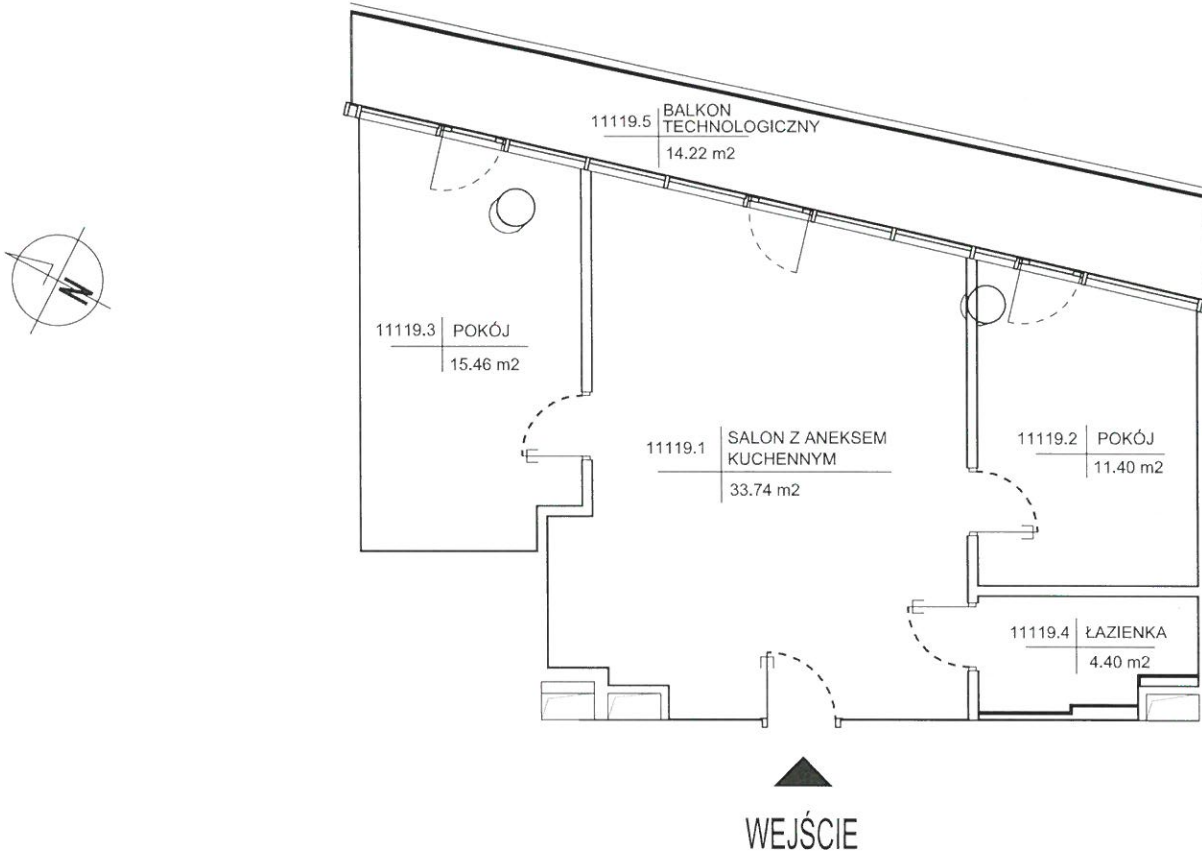 11119.5 BALKON
TECHNOLOGICZNY
14.22 m2
N
11119.3 POKÓJ
15.46 m2
11119.1 SALON Z ANEKSEM
KUCHENNYM
33.74 m2
11119.2 POKÓJ
11.40 m2
11119.4 ŁAZIENKA
4.40 m2
WEJŚCIE